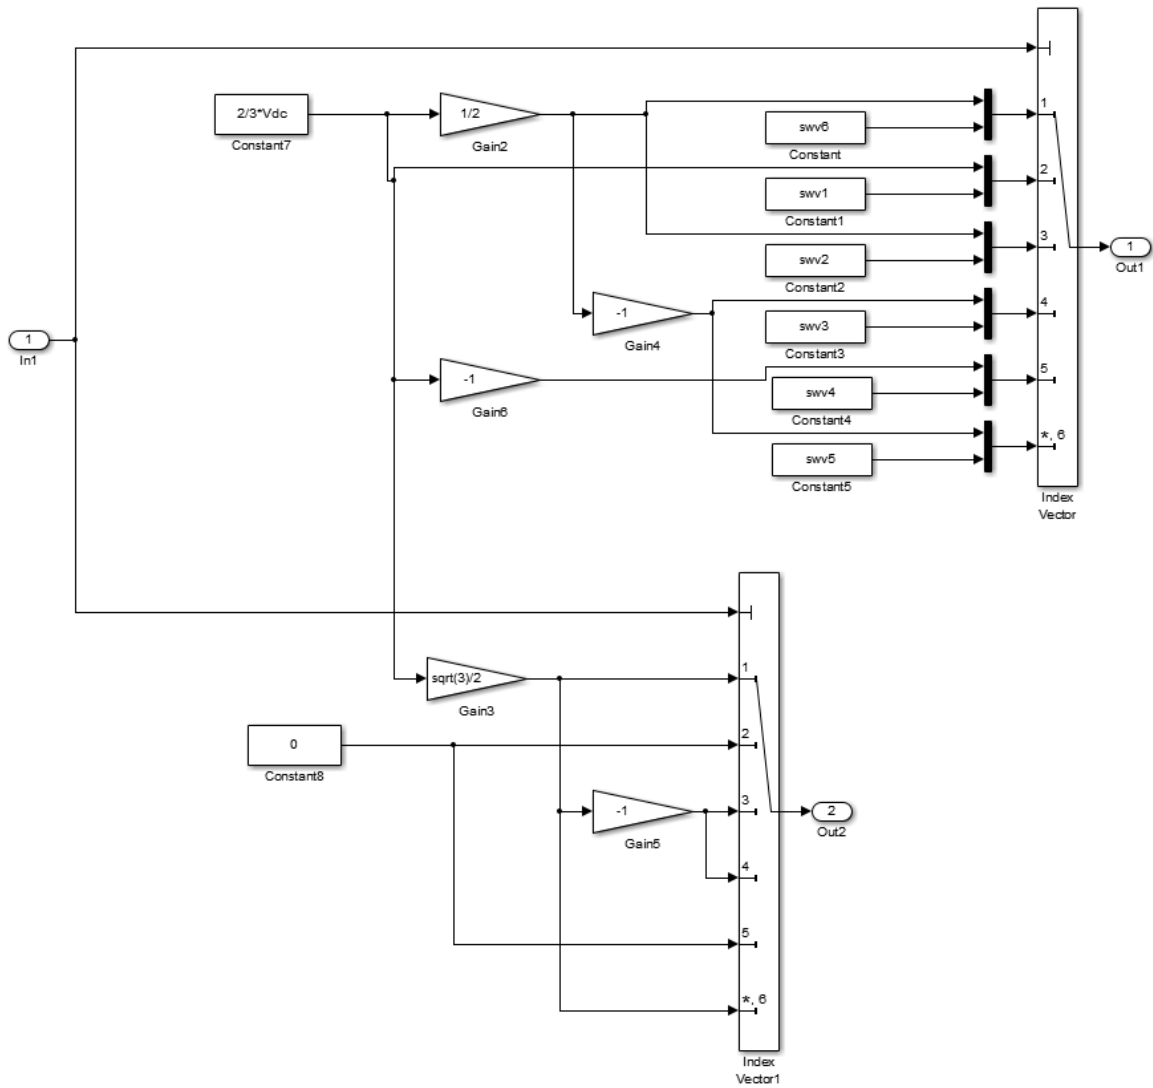 1
2/3*Vdc
1/2
swv6
Constant7
Gain2
Constant
2
swv1
Constant1
3
swv2
1
Constant2
Out1
4
-1
swv3
1
Gain4
Constant3
In1
5
-1
swv4
Gain6
Constant4
*, 6
swv5
Constant5
Index
Vector
1
sqrt(3)/2
Gain3
2
0
Constant8
3
-1
2
Gain5
Out2
4
5
*, 6
Index
Vector1